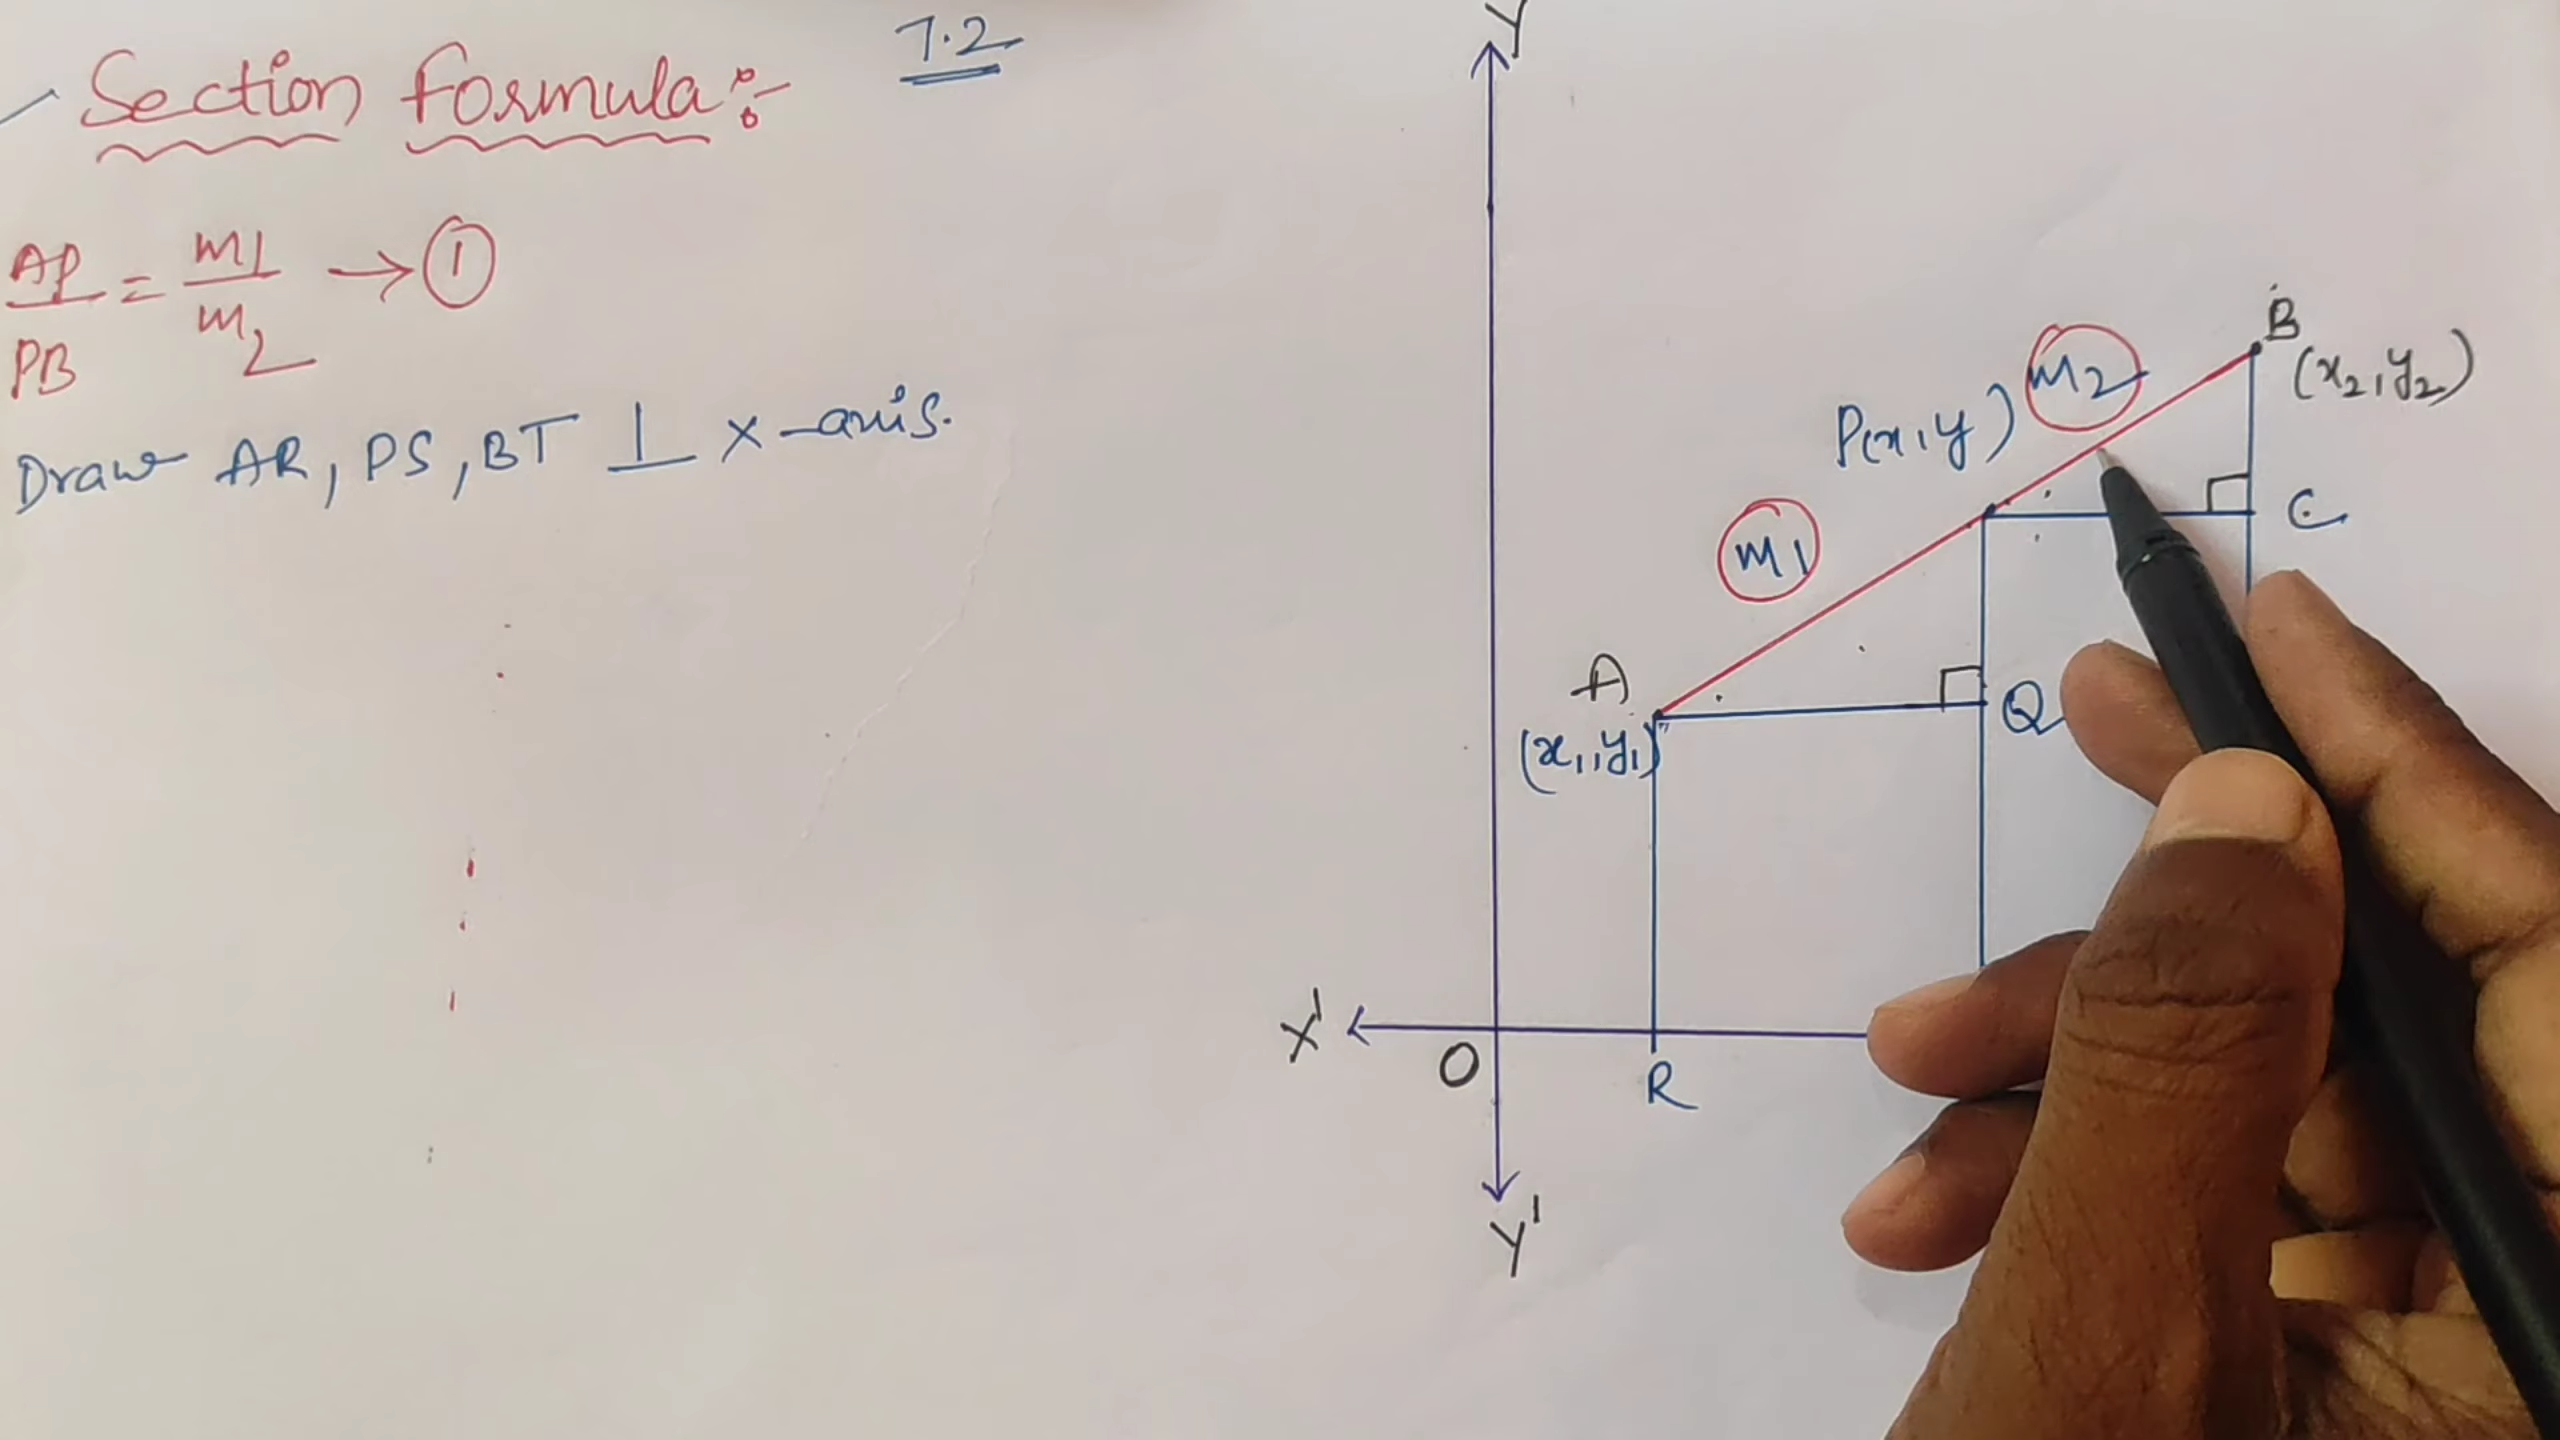 7.2
Section Formula:-
AP/PB = m1/m2 → ①
Draw AR, PS, BT ⊥ X-axis.
Y
B
(x2, y2)
m2
P(x, y)
C
m1
A
Q
(x1, y1)
X'
O
R
Y'